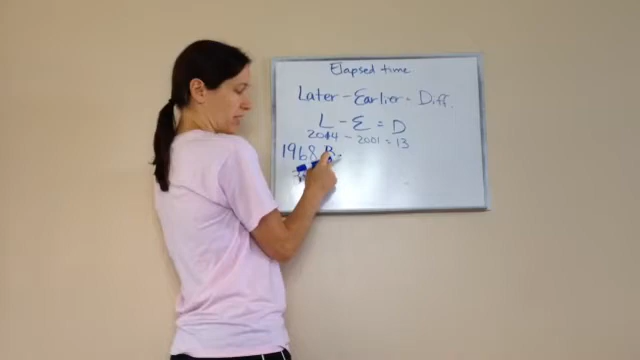 Elapsed time
Later - Earlier = Diff.
L - E = D
2014 - 2001 = 13
1968 B.